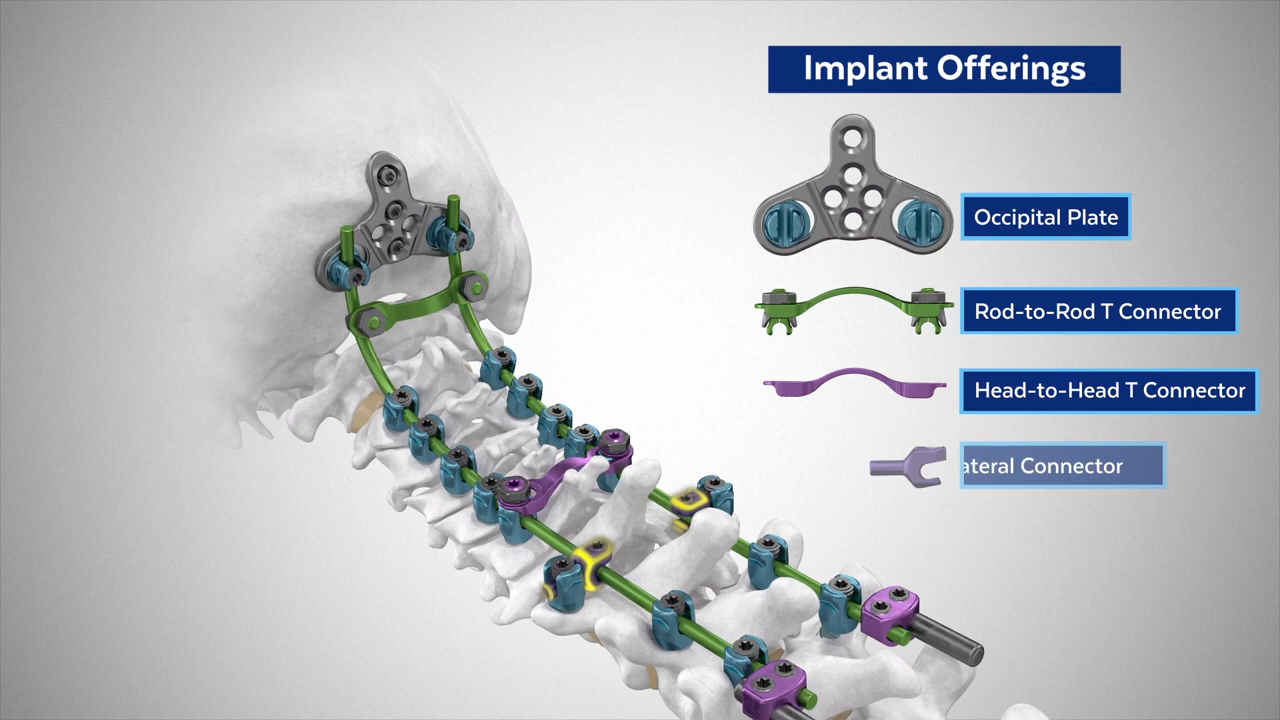 Implant Offerings
Occipital Plate
Rod-to-Rod T Connector
Head-to-Head T Connector
ateral Connector